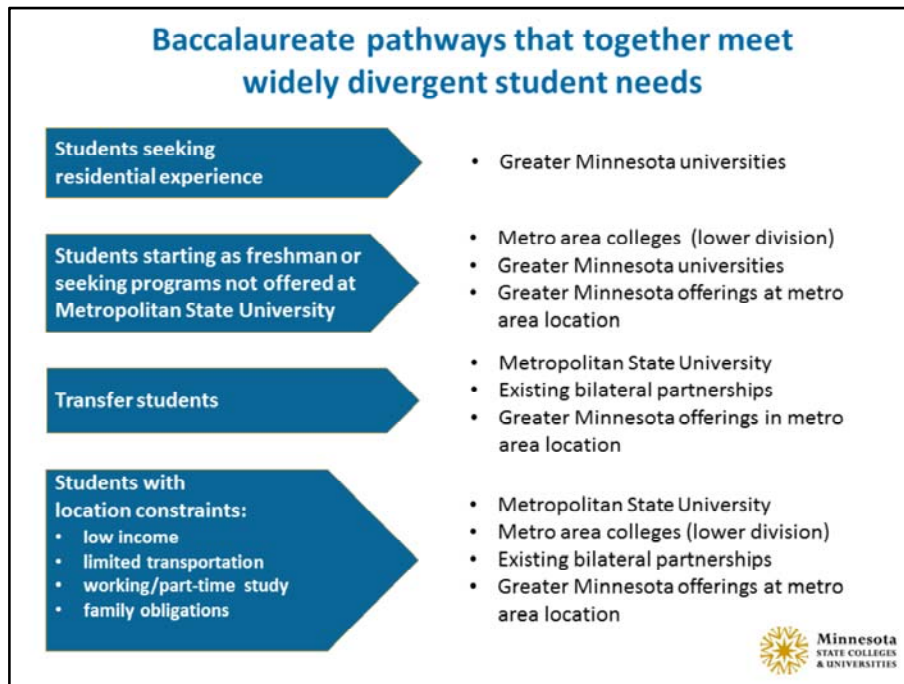 Baccalaureate pathways that together meet
widely divergent student needs
Students seeking
residential experience
• Greater Minnesota universities
Students starting as freshman or
seeking programs not offered at
Metropolitan State University
• Metro area colleges (lower division)
• Greater Minnesota universities
• Greater Minnesota offerings at metro
area location
Transfer students
• Metropolitan State University
• Existing bilateral partnerships
• Greater Minnesota offerings in metro
area location
Students with
location constraints:
• low income
• limited transportation
• working/part-time study
• family obligations
• Metropolitan State University
• Metro area colleges (lower division)
• Existing bilateral partnerships
• Greater Minnesota offerings at metro
area location
Minnesota
STATE COLLEGES
& UNIVERSITIES